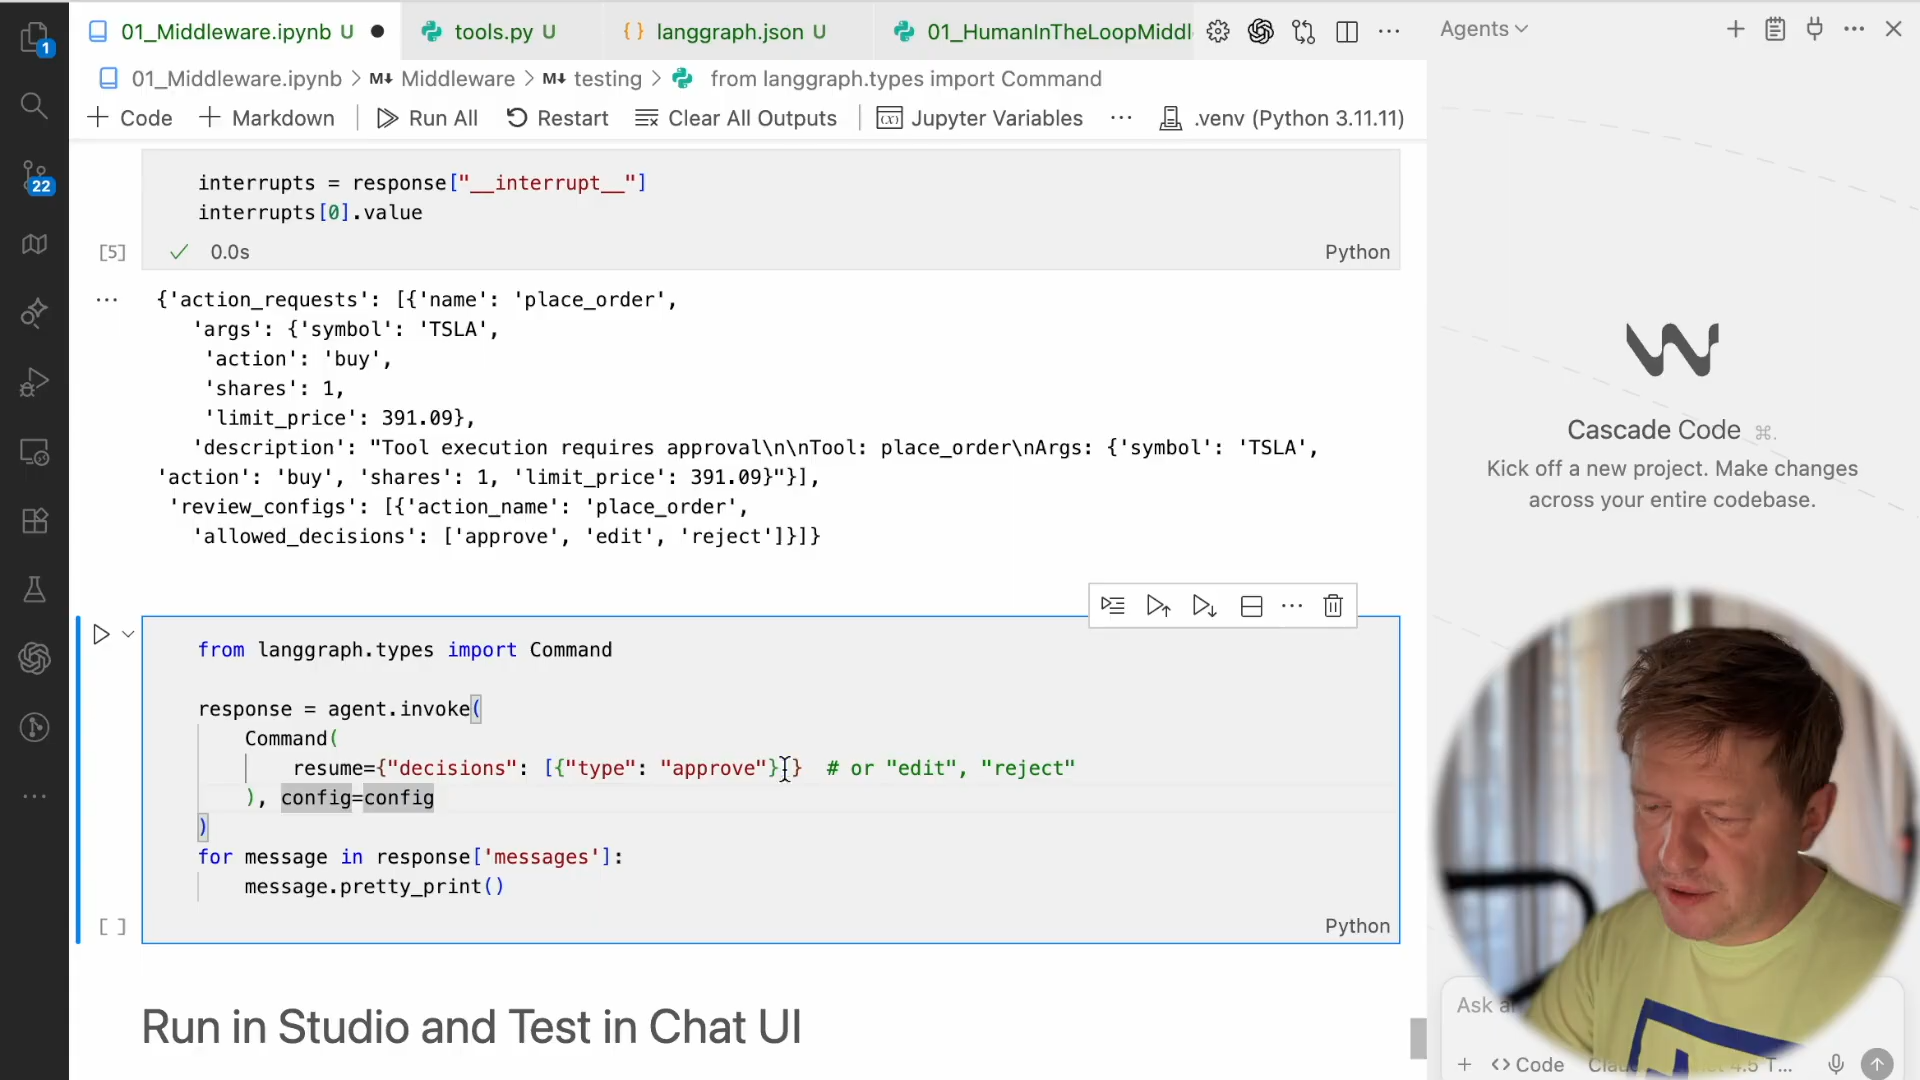 01_Middleware.ipynb U
tools.py U
{} langgraph.json U
01_HumanInTheLoopMiddl
Agents
1
22
01_Middleware.ipynb > M↓ Middleware > M↓ testing > from langgraph.types import Command
+ Code + Markdown Run All Restart Clear All Outputs Jupyter Variables ... .venv (Python 3.11.11)
interrupts = response["__interrupt__"]
interrupts[0].value
[5] 0.0s Python
{'action_requests': [{'name': 'place_order',
'args': {'symbol': 'TSLA',
'action': 'buy',
'shares': 1,
'limit_price': 391.09},
'description': "Tool execution requires approval\n\nTool: place_order\nArgs: {'symbol': 'TSLA',
'action': 'buy', 'shares': 1, 'limit_price': 391.09}"}],
'review_configs': [{'action_name': 'place_order',
'allowed_decisions': ['approve', 'edit', 'reject']}]}
from langgraph.types import Command
response = agent.invoke(
Command(
resume={"decisions": [{"type": "approve"}]} # or "edit", "reject"
), config=config
)
for message in response['messages']:
message.pretty_print()
[ ] Python
Run in Studio and Test in Chat UI
Cascade Code ⌘.
Kick off a new project. Make changes
across your entire codebase.
Ask
+ <> Code 4.5 T...